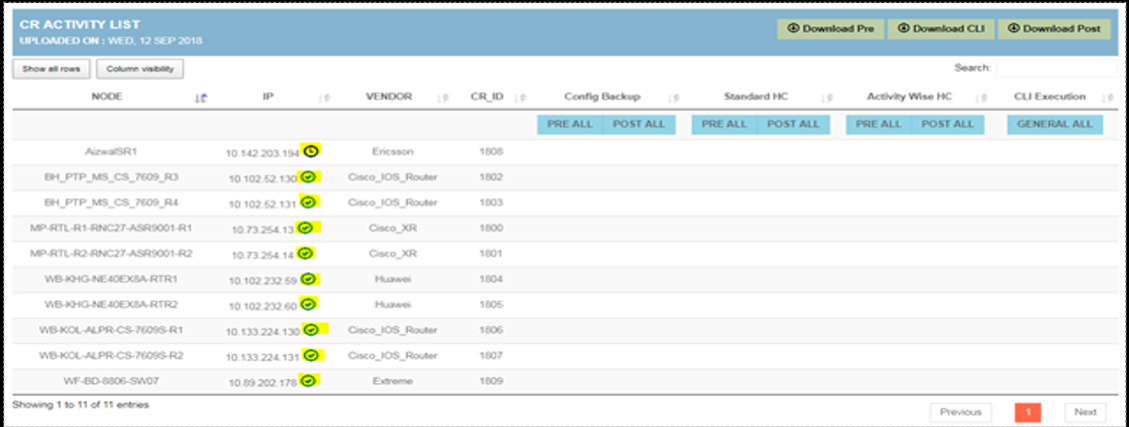 CR ACTIVITY LIST
UPLOADED ON : WED, 12 SEP 2018
Download Pre Download CLI Download Post
Show all rows Column visibility Search:
NODE IP VENDOR CR_ID Config Backup Standard HC Activity Wise HC CLI Execution
PRE ALL POST ALL PRE ALL POST ALL PRE ALL POST ALL GENERAL ALL
AizwalSR1 10.142.203.194 Ericsson 1808
BH_PTP_MS_CS_7609_R3 10.102.52.130 Cisco_IOS_Router 1802
BH_PTP_MS_CS_7609_R4 10.102.52.131 Cisco_IOS_Router 1803
MP-RTL-R1-RNC27-ASR9001-R1 10.73.254.13 Cisco_XR 1800
MP-RTL-R2-RNC27-ASR9001-R2 10.73.254.14 Cisco_XR 1801
WB-KHG-NE40EX8A-RTR1 10.102.232.59 Huawei 1804
WB-KHG-NE40EX8A-RTR2 10.102.232.60 Huawei 1805
WB-KOL-ALPR-CS-7609S-R1 10.133.224.130 Cisco_IOS_Router 1806
WB-KOL-ALPR-CS-7609S-R2 10.133.224.131 Cisco_IOS_Router 1807
WF-BD-8806-SW07 10.89.202.178 Extreme 1809
Showing 1 to 11 of 11 entries
Previous 1 Next